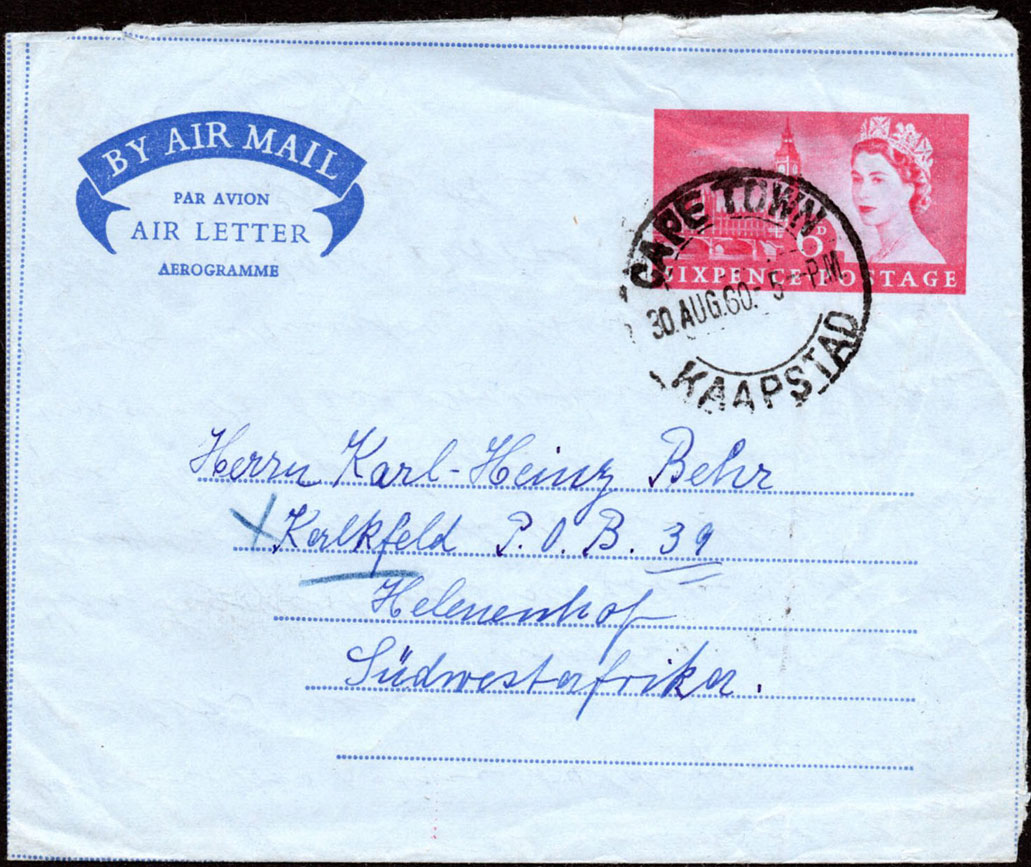 BY AIR MAIL
PAR AVION
AIR LETTER
AEROGRAMME
6D
SIXPENCE POSTAGE
CAPE TOWN
30.AUG.60.- 5 - P.M
KAAPSTAD
Herrn Karl-Heinz Behr
Kalkfeld P.O.B. 39
Helenenhof
Südwestafrika.